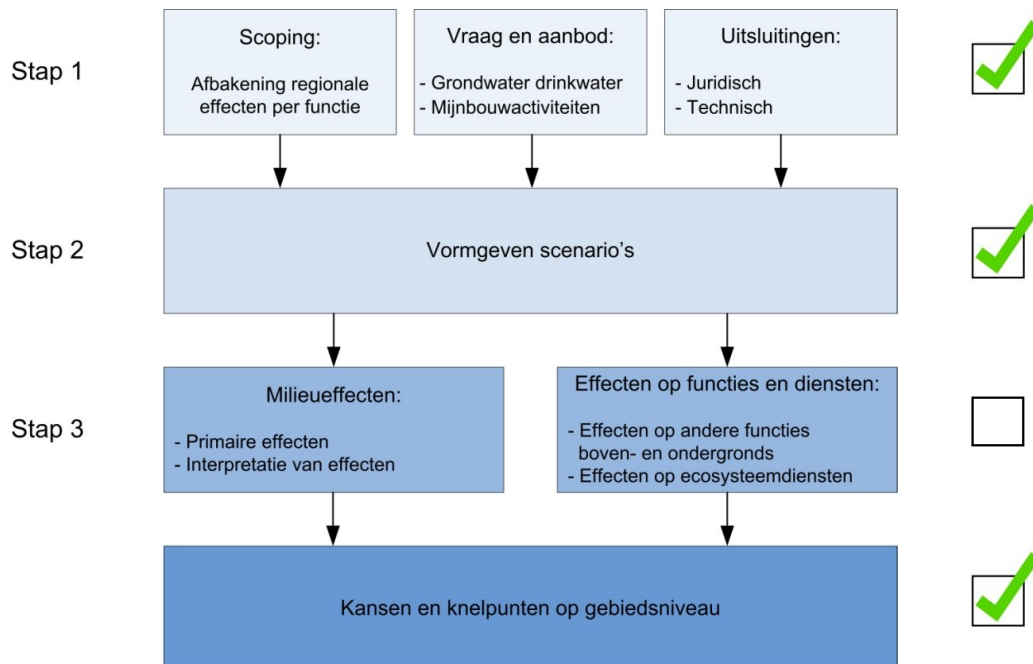 Stap 1
Scoping:
Afbakening regionale
effecten per functie
Vraag en aanbod:
- Grondwater drinkwater
- Mijnbouwactiviteiten
Uitsluitingen:
- Juridisch
- Technisch
Stap 2
Vormgeven scenario's
Stap 3
Milieueffecten:
- Primaire effecten
- Interpretatie van effecten
Effecten op functies en diensten:
- Effecten op andere functies
boven- en ondergronds
- Effecten op ecosysteemdiensten
Kansen en knelpunten op gebiedsniveau